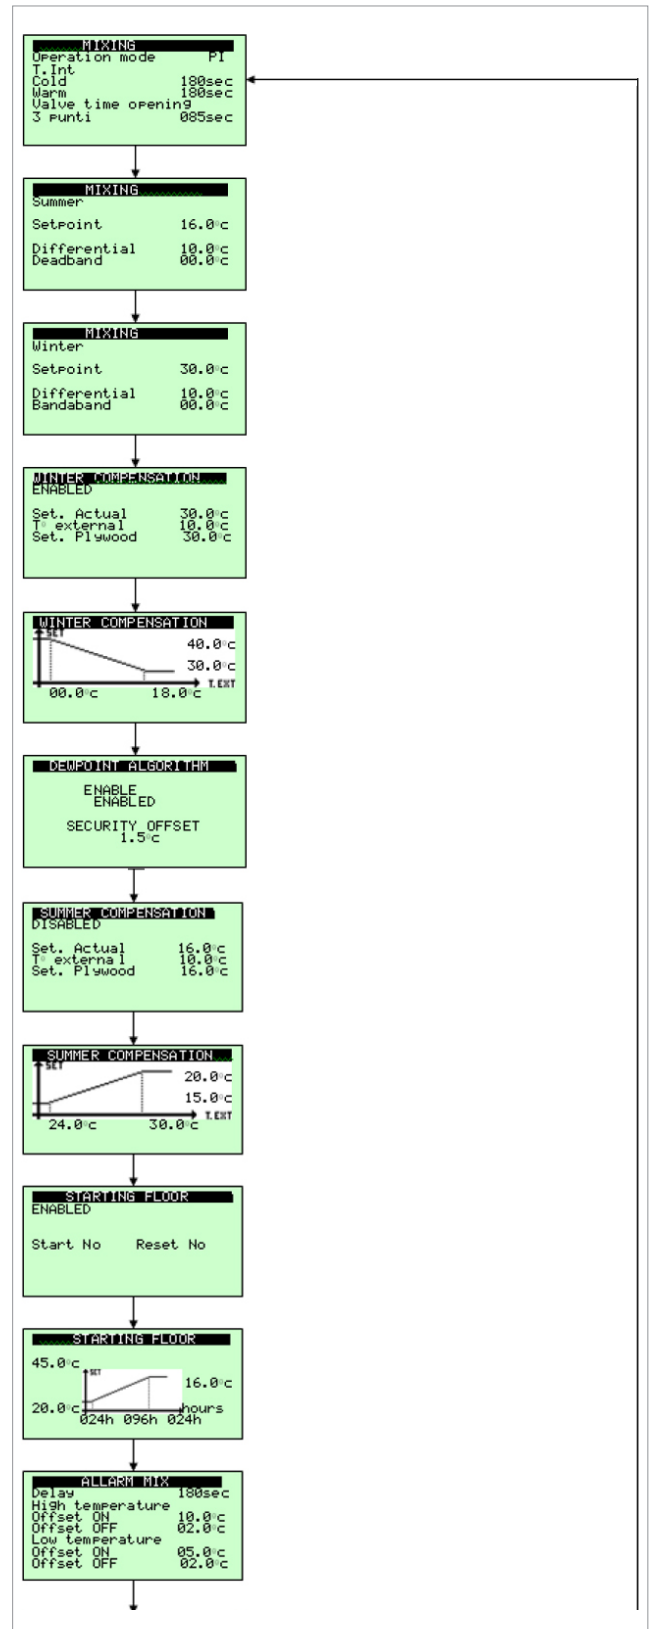 MIXING
Operation mode PI
T.Int
Cold 180sec
Warm 180sec
Valve time opening
3 punti 085sec
MIXING
Summer
Setpoint 16.0°c
Differential 10.0°c
Deadband 00.0°c
MIXING
Winter
Setpoint 30.0°c
Differential 10.0°c
Bandaband 00.0°c
WINTER COMPENSATION
ENABLED
Set. Actual 30.0°c
T° external 10.0°c
Set. Plywood 30.0°c
WINTER COMPENSATION
SET
40.0°c
30.0°c
T.EXT
00.0°c 18.0°c
DEWPOINT ALGORITHM
ENABLE
ENABLED
SECURITY OFFSET
1.5°c
SUMMER COMPENSATION
DISABLED
Set. Actual 16.0°c
T° external 10.0°c
Set. Plywood 16.0°c
SUMMER COMPENSATION
SET
20.0°c
15.0°c
T.EXT
24.0°c 30.0°c
STARTING FLOOR
ENABLED
Start No Reset No
STARTING FLOOR
45.0°c
SET
16.0°c
20.0°c hours
024h 096h 024h
ALLARM MIX
Delay 180sec
High temperature
Offset ON 10.0°c
Offset OFF 02.0°c
Low temperature
Offset ON 05.0°c
Offset OFF 02.0°c